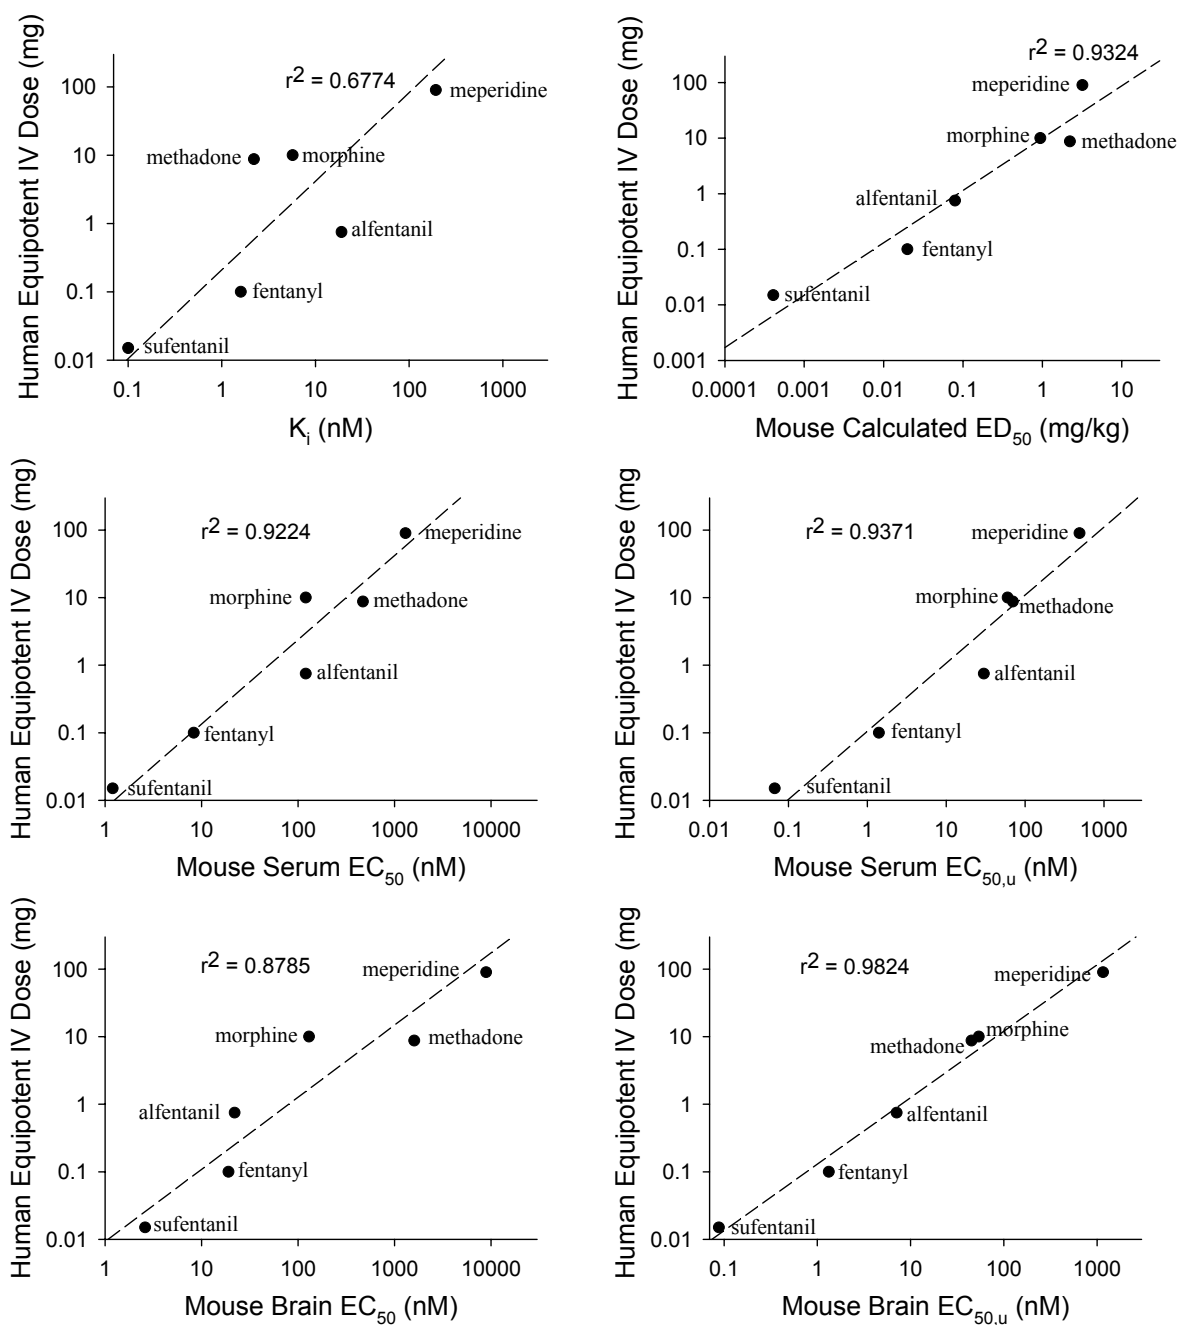 Human Equipotent IV Dose (mg)
r2 = 0.6774
100
meperidine
10
methadone
morphine
1
alfentanil
0.1
fentanyl
0.01
sufentanil
0.1 1 10 100 1000
Ki (nM)
Human Equipotent IV Dose (mg)
r2 = 0.9324
100
meperidine
10
morphine
methadone
1
alfentanil
0.1
fentanyl
0.01
sufentanil
0.001
0.0001 0.001 0.01 0.1 1 10
Mouse Calculated ED50 (mg/kg)
Human Equipotent IV Dose (mg)
r2 = 0.9224
100
meperidine
10
morphine
methadone
1
alfentanil
0.1
fentanyl
0.01
sufentanil
1 10 100 1000 10000
Mouse Serum EC50 (nM)
Human Equipotent IV Dose (mg
r2 = 0.9371
100
meperidine
10
morphine
methadone
1
alfentanil
0.1
fentanyl
0.01
sufentanil
0.01 0.1 1 10 100 1000
Mouse Serum EC50,u (nM)
Human Equipotent IV Dose (mg)
r2 = 0.8785
100
meperidine
10
morphine
methadone
1
alfentanil
0.1
fentanyl
0.01
sufentanil
1 10 100 1000 10000
Mouse Brain EC50 (nM)
Human Equipotent IV Dose (mg
r2 = 0.9824
100
meperidine
10
morphine
methadone
1
alfentanil
0.1
fentanyl
0.01
sufentanil
0.1 1 10 100 1000
Mouse Brain EC50,u (nM)